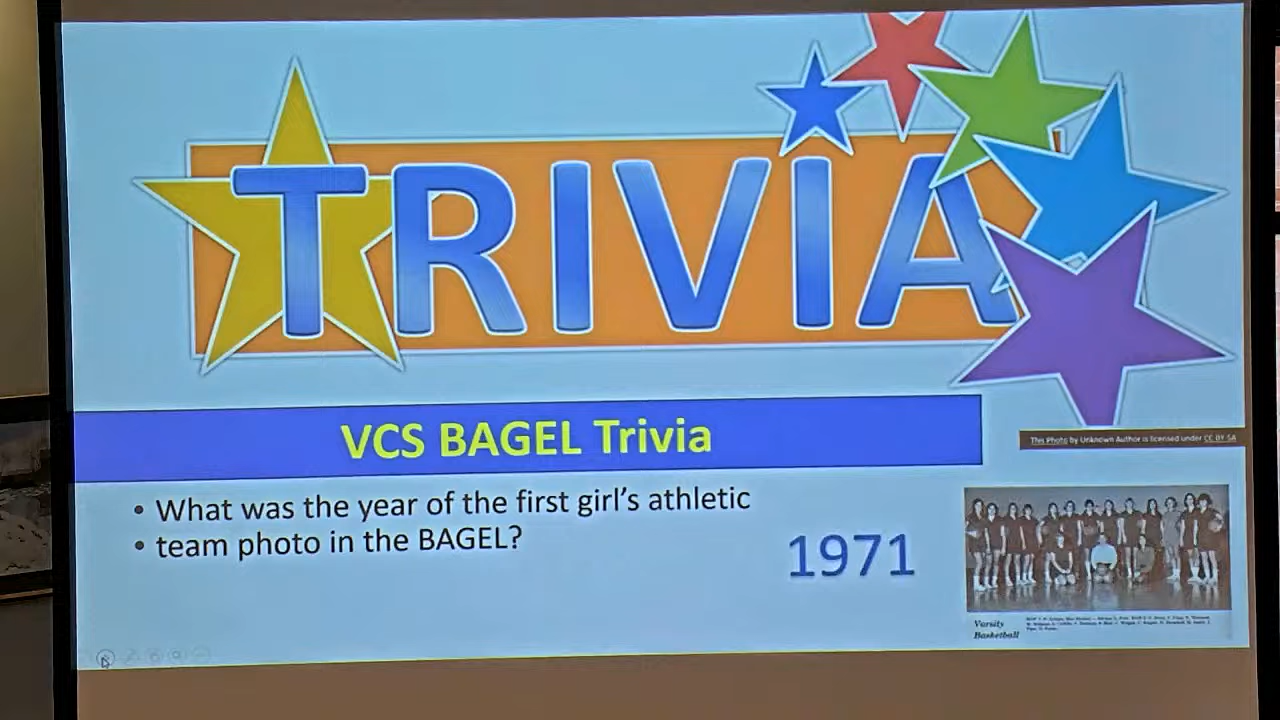 TRIVIA
VCS BAGEL Trivia
This Photo by Unknown Author is licensed under CC BY-SA
• What was the year of the first girl's athletic
• team photo in the BAGEL?
1971
Varsity
Basketball